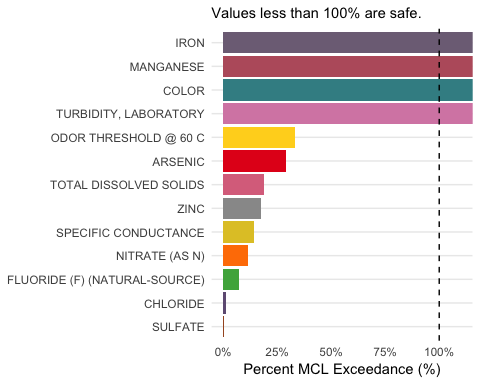 Values less than 100% are safe.
IRON
MANGANESE
COLOR
TURBIDITY, LABORATORY
ODOR THRESHOLD @ 60 C
ARSENIC
TOTAL DISSOLVED SOLIDS
ZINC
SPECIFIC CONDUCTANCE
NITRATE (AS N)
FLUORIDE (F) (NATURAL-SOURCE)
CHLORIDE
SULFATE
0% 25% 50% 75% 100%
Percent MCL Exceedance (%)